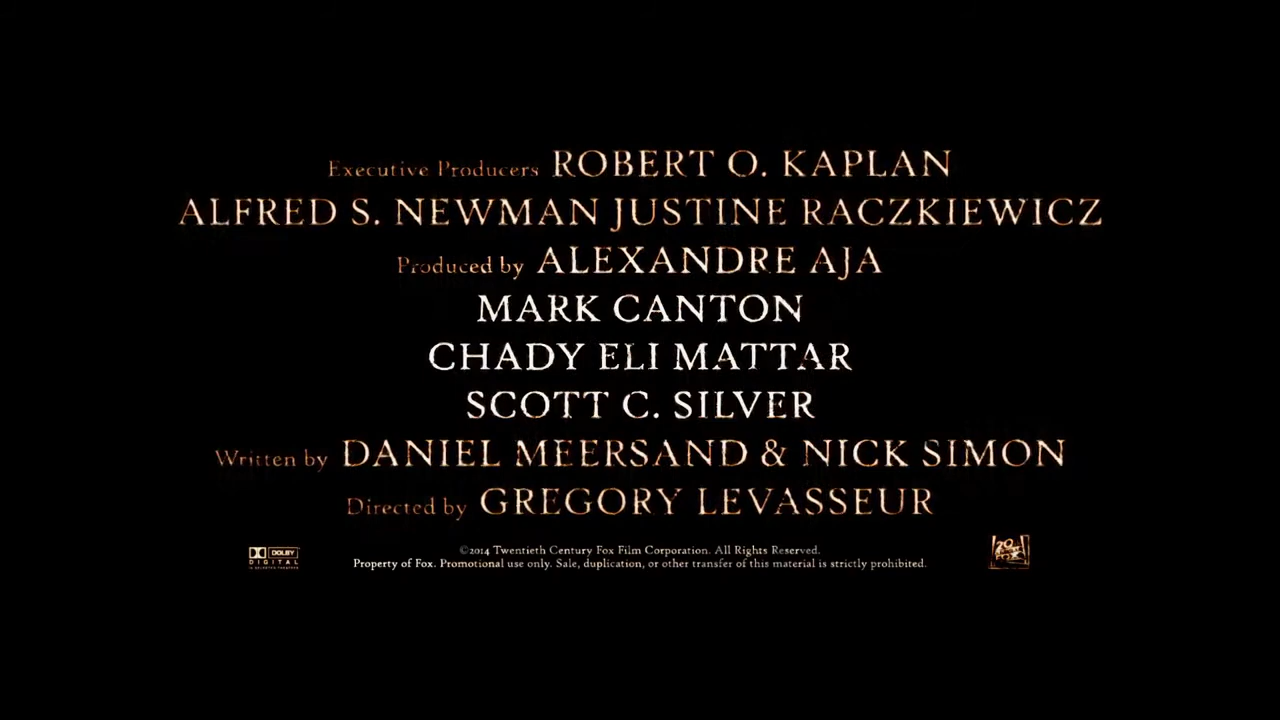 Executive Producers ROBERT O. KAPLAN
ALFRED S. NEWMAN JUSTINE RACZKIEWICZ
Produced by ALEXANDRE AJA
MARK CANTON
CHADY ELI MATTAR
SCOTT C. SILVER
Written by DANIEL MEERSAND & NICK SIMON
Directed by GREGORY LEVASSEUR
DOLBY
DIGITAL
©2014 Twentieth Century Fox Film Corporation. All Rights Reserved.
Property of Fox. Promotional use only. Sale, duplication, or other transfer of this material is strictly prohibited.
20
FOX